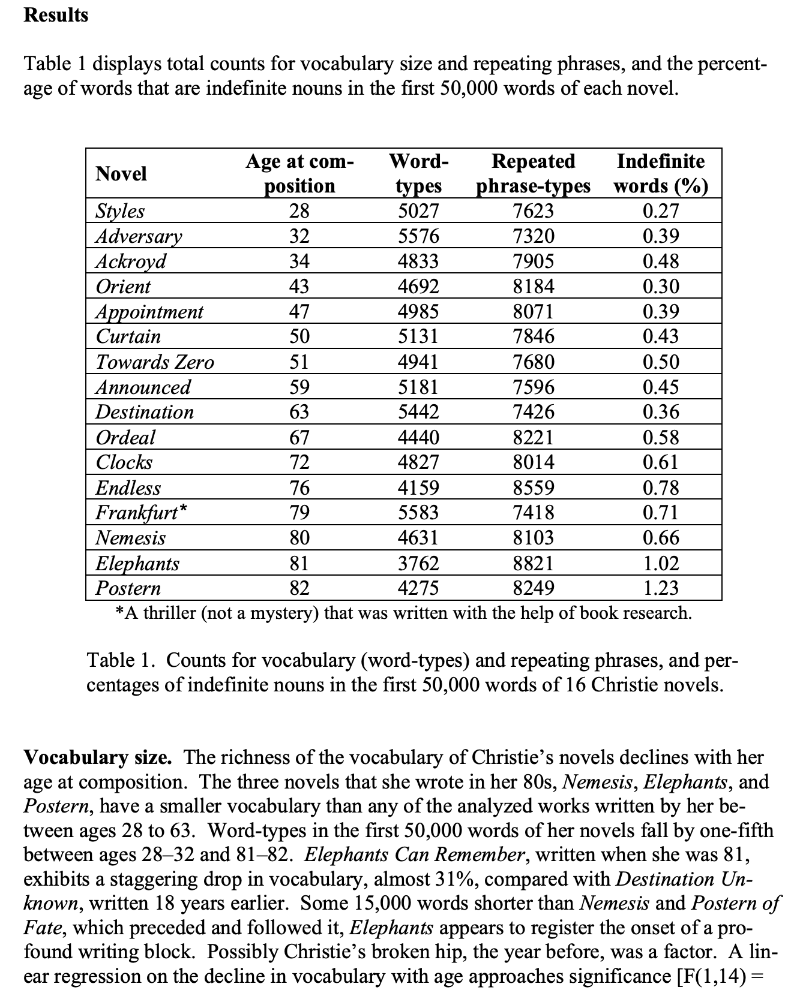 Results
Table 1 displays total counts for vocabulary size and repeating phrases, and the percent-
age of words that are indefinite nouns in the first 50,000 words of each novel.
Novel Age at com- Word- Repeated Indefinite
position types phrase-types words (%)
Styles 28 5027 7623 0.27
Adversary 32 5576 7320 0.39
Ackroyd 34 4833 7905 0.48
Orient 43 4692 8184 0.30
Appointment 47 4985 8071 0.39
Curtain 50 5131 7846 0.43
Towards Zero 51 4941 7680 0.50
Announced 59 5181 7596 0.45
Destination 63 5442 7426 0.36
Ordeal 67 4440 8221 0.58
Clocks 72 4827 8014 0.61
Endless 76 4159 8559 0.78
Frankfurt* 79 5583 7418 0.71
Nemesis 80 4631 8103 0.66
Elephants 81 3762 8821 1.02
Postern 82 4275 8249 1.23
*A thriller (not a mystery) that was written with the help of book research.
Table 1. Counts for vocabulary (word-types) and repeating phrases, and per-
centages of indefinite nouns in the first 50,000 words of 16 Christie novels.
Vocabulary size. The richness of the vocabulary of Christie’s novels declines with her
age at composition. The three novels that she wrote in her 80s, Nemesis, Elephants, and
Postern, have a smaller vocabulary than any of the analyzed works written by her be-
tween ages 28 to 63. Word-types in the first 50,000 words of her novels fall by one-fifth
between ages 28–32 and 81–82. Elephants Can Remember, written when she was 81,
exhibits a staggering drop in vocabulary, almost 31%, compared with Destination Un-
known, written 18 years earlier. Some 15,000 words shorter than Nemesis and Postern of
Fate, which preceded and followed it, Elephants appears to register the onset of a pro-
found writing block. Possibly Christie’s broken hip, the year before, was a factor. A lin-
ear regression on the decline in vocabulary with age approaches significance [F(1,14) =